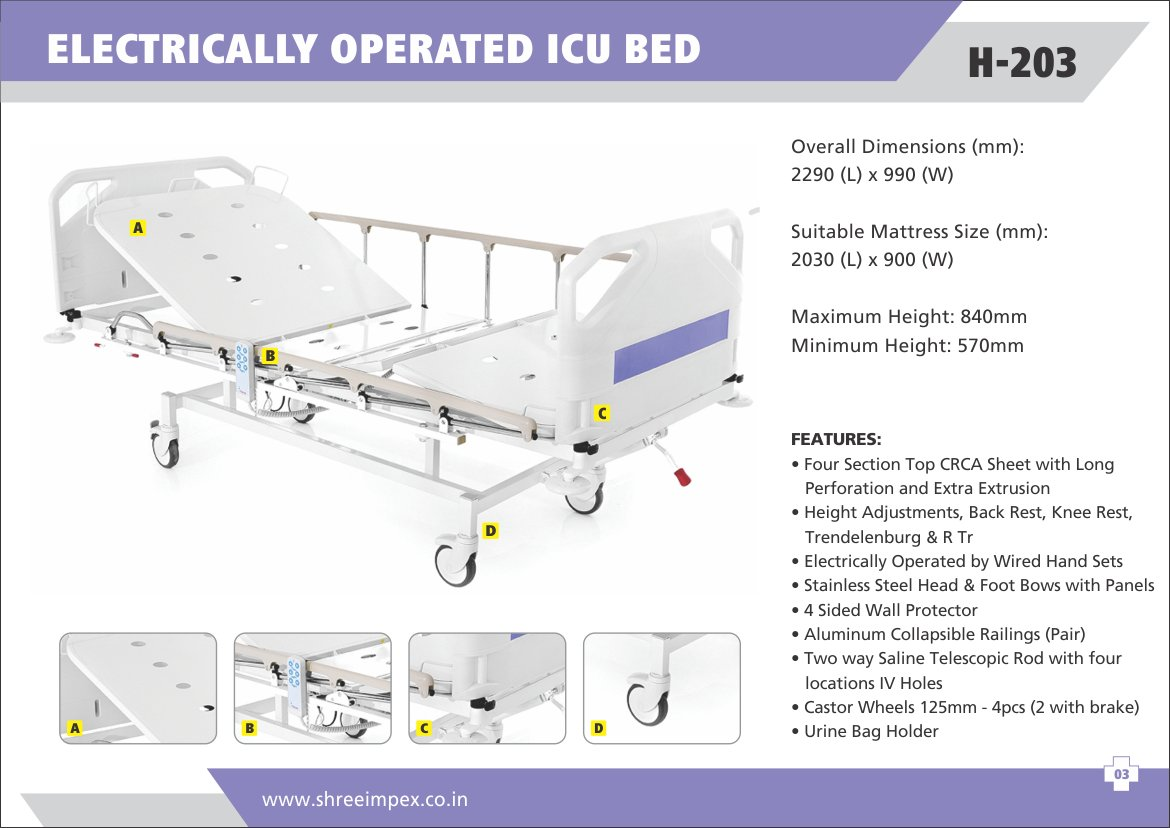 ELECTRICALLY OPERATED ICU BED
H-203
Overall Dimensions (mm):
2290 (L) x 990 (W)
Suitable Mattress Size (mm):
2030 (L) x 900 (W)
Maximum Height: 840mm
Minimum Height: 570mm
A
B
C
D
FEATURES:
• Four Section Top CRCA Sheet with Long
Perforation and Extra Extrusion
• Height Adjustments, Back Rest, Knee Rest,
Trendelenburg & R Tr
• Electrically Operated by Wired Hand Sets
• Stainless Steel Head & Foot Bows with Panels
• 4 Sided Wall Protector
• Aluminum Collapsible Railings (Pair)
• Two way Saline Telescopic Rod with four
locations IV Holes
• Castor Wheels 125mm - 4pcs (2 with brake)
• Urine Bag Holder
A
B
C
D
03
www.shreeimpex.co.in